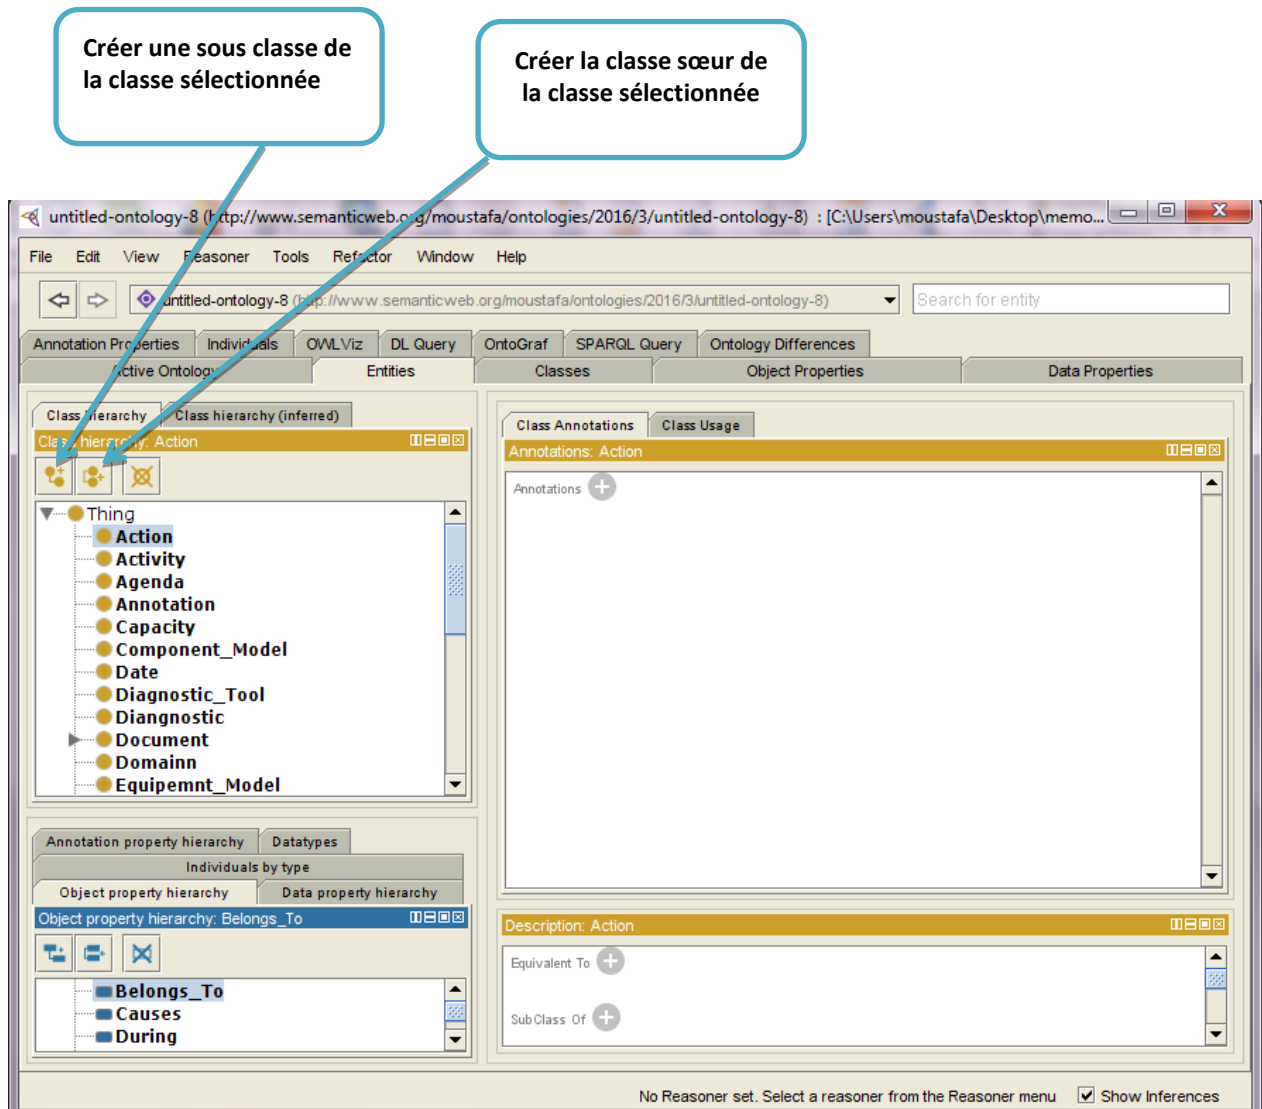 Créer une sous classe de
la classe sélectionnée
Créer la classe sœur de
la classe sélectionnée
untitled-ontology-8 (http://www.semanticweb.org/moustafa/ontologies/2016/3/untitled-ontology-8) : [C:\Users\moustafa\Desktop\memo...
File Edit View Reasoner Tools Refactor Window Help
untitled-ontology-8 (http://www.semanticweb.org/moustafa/ontologies/2016/3/untitled-ontology-8) Search for entity
Annotation Properties Individuals OWLViz DL Query OntoGraf SPARQL Query Ontology Differences
Active Ontology Entities Classes Object Properties Data Properties
Class hierarchy Class hierarchy (inferred)
Class hierarchy: Action
Thing
Action
Activity
Agenda
Annotation
Capacity
Component_Model
Date
Diagnostic_Tool
Diangnostic
Document
Domainn
Equipemnt_Model
Annotation property hierarchy Datatypes
Individuals by type
Object property hierarchy Data property hierarchy
Object property hierarchy: Belongs_To
Belongs_To
Causes
During
Class Annotations Class Usage
Annotations: Action
Annotations
Description: Action
Equivalent To
SubClass Of
No Reasoner set. Select a reasoner from the Reasoner menu Show Inferences